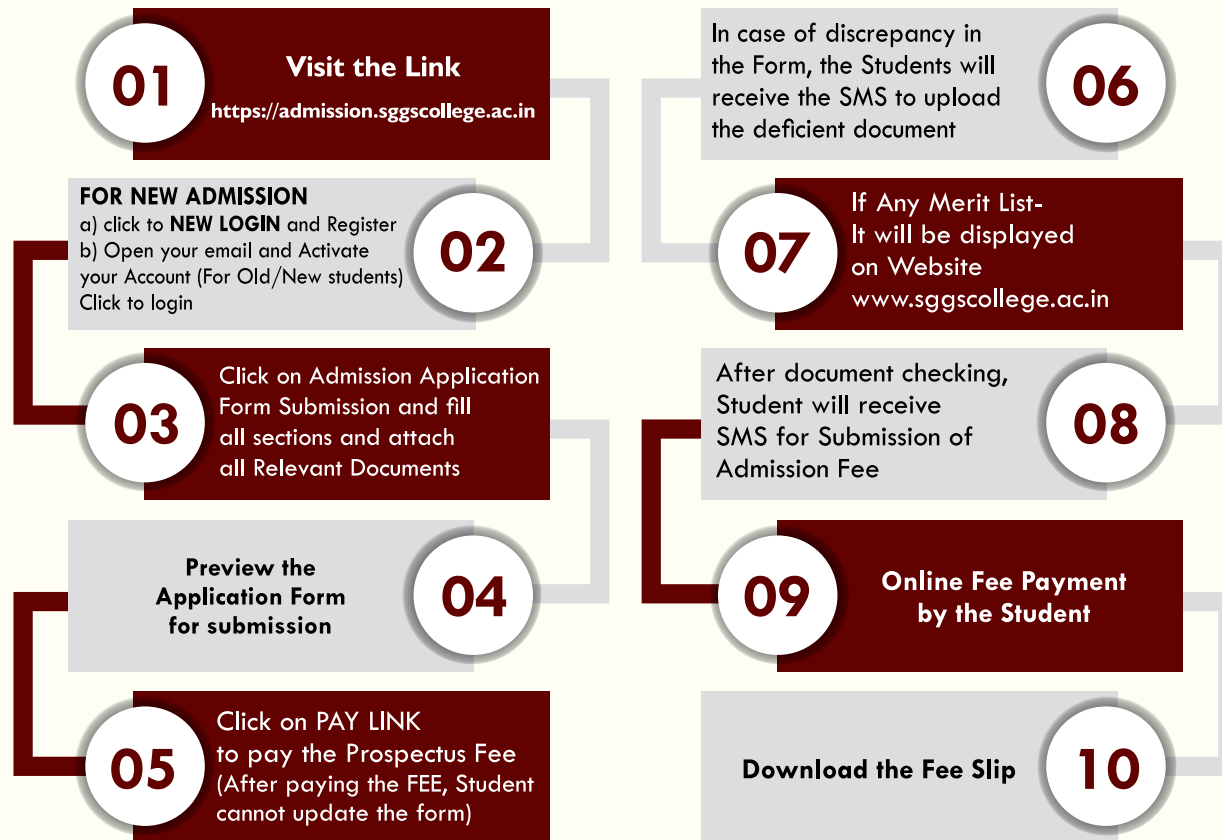 01
Visit the Link
https://admission.sggscollege.ac.in
FOR NEW ADMISSION
a) click to NEW LOGIN and Register
b) Open your email and Activate
your Account (For Old/New students)
Click to login
02
03
Click on Admission Application
Form Submission and fill
all sections and attach
all Relevant Documents
Preview the
Application Form
for submission
04
05
Click on PAY LINK
to pay the Prospectus Fee
(After paying the FEE, Student
cannot update the form)
In case of discrepancy in
the Form, the Students will
receive the SMS to upload
the deficient document
06
07
If Any Merit List-
It will be displayed
on Website
www.sggscollege.ac.in
After document checking,
Student will receive
SMS for Submission of
Admission Fee
08
09
Online Fee Payment
by the Student
Download the Fee Slip
10